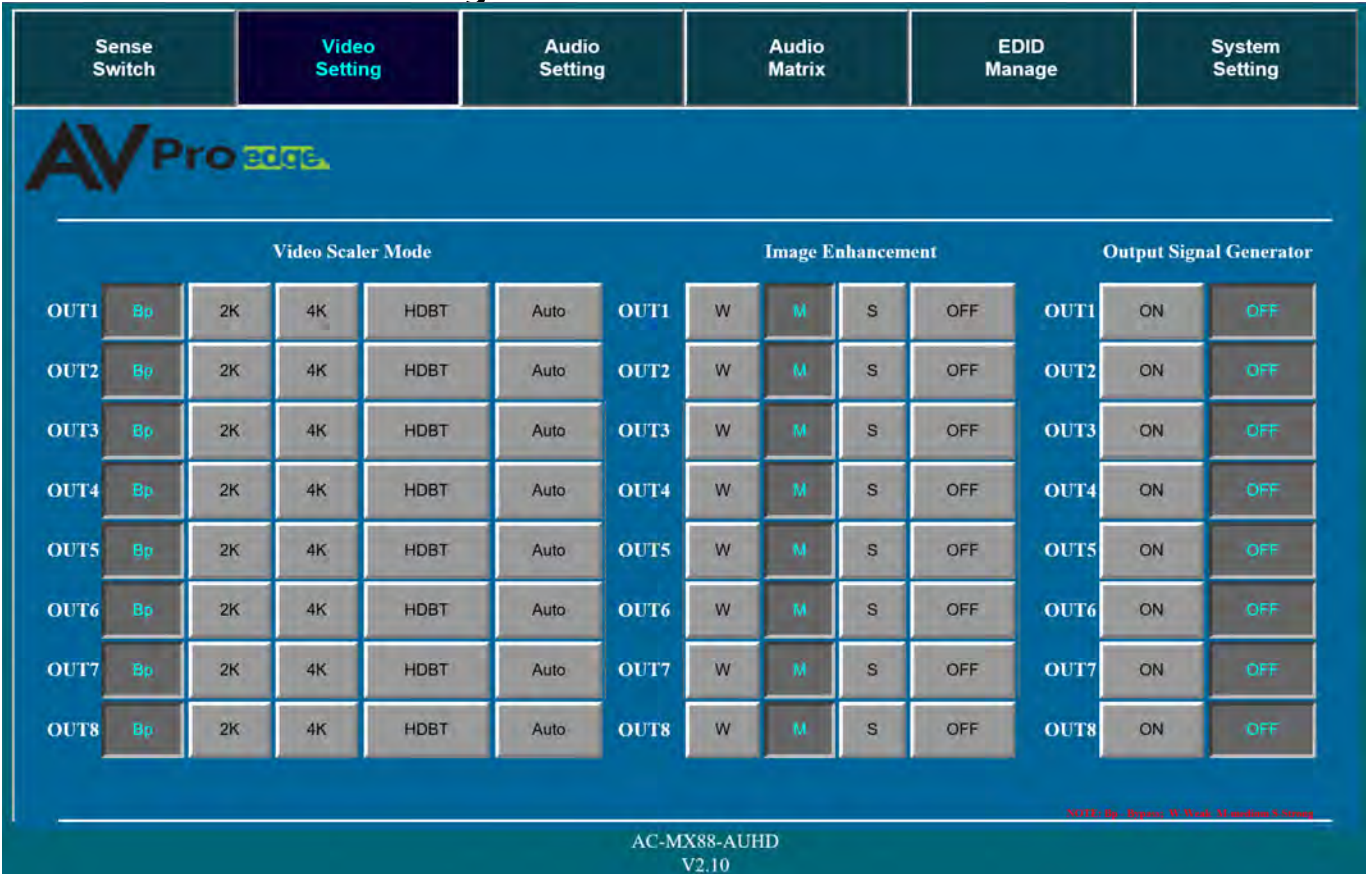 Sense Switch Video Setting Audio Setting Audio Matrix EDID Manage System Setting
AVPro edge
Video Scaler Mode Image Enhancement Output Signal Generator
OUT1 Bp 2K 4K HDBT Auto OUT1 W M S OFF OUT1 ON OFF
OUT2 Bp 2K 4K HDBT Auto OUT2 W M S OFF OUT2 ON OFF
OUT3 Bp 2K 4K HDBT Auto OUT3 W M S OFF OUT3 ON OFF
OUT4 Bp 2K 4K HDBT Auto OUT4 W M S OFF OUT4 ON OFF
OUT5 Bp 2K 4K HDBT Auto OUT5 W M S OFF OUT5 ON OFF
OUT6 Bp 2K 4K HDBT Auto OUT6 W M S OFF OUT6 ON OFF
OUT7 Bp 2K 4K HDBT Auto OUT7 W M S OFF OUT7 ON OFF
OUT8 Bp 2K 4K HDBT Auto OUT8 W M S OFF OUT8 ON OFF
AC-MX88-AUHD
V2.10